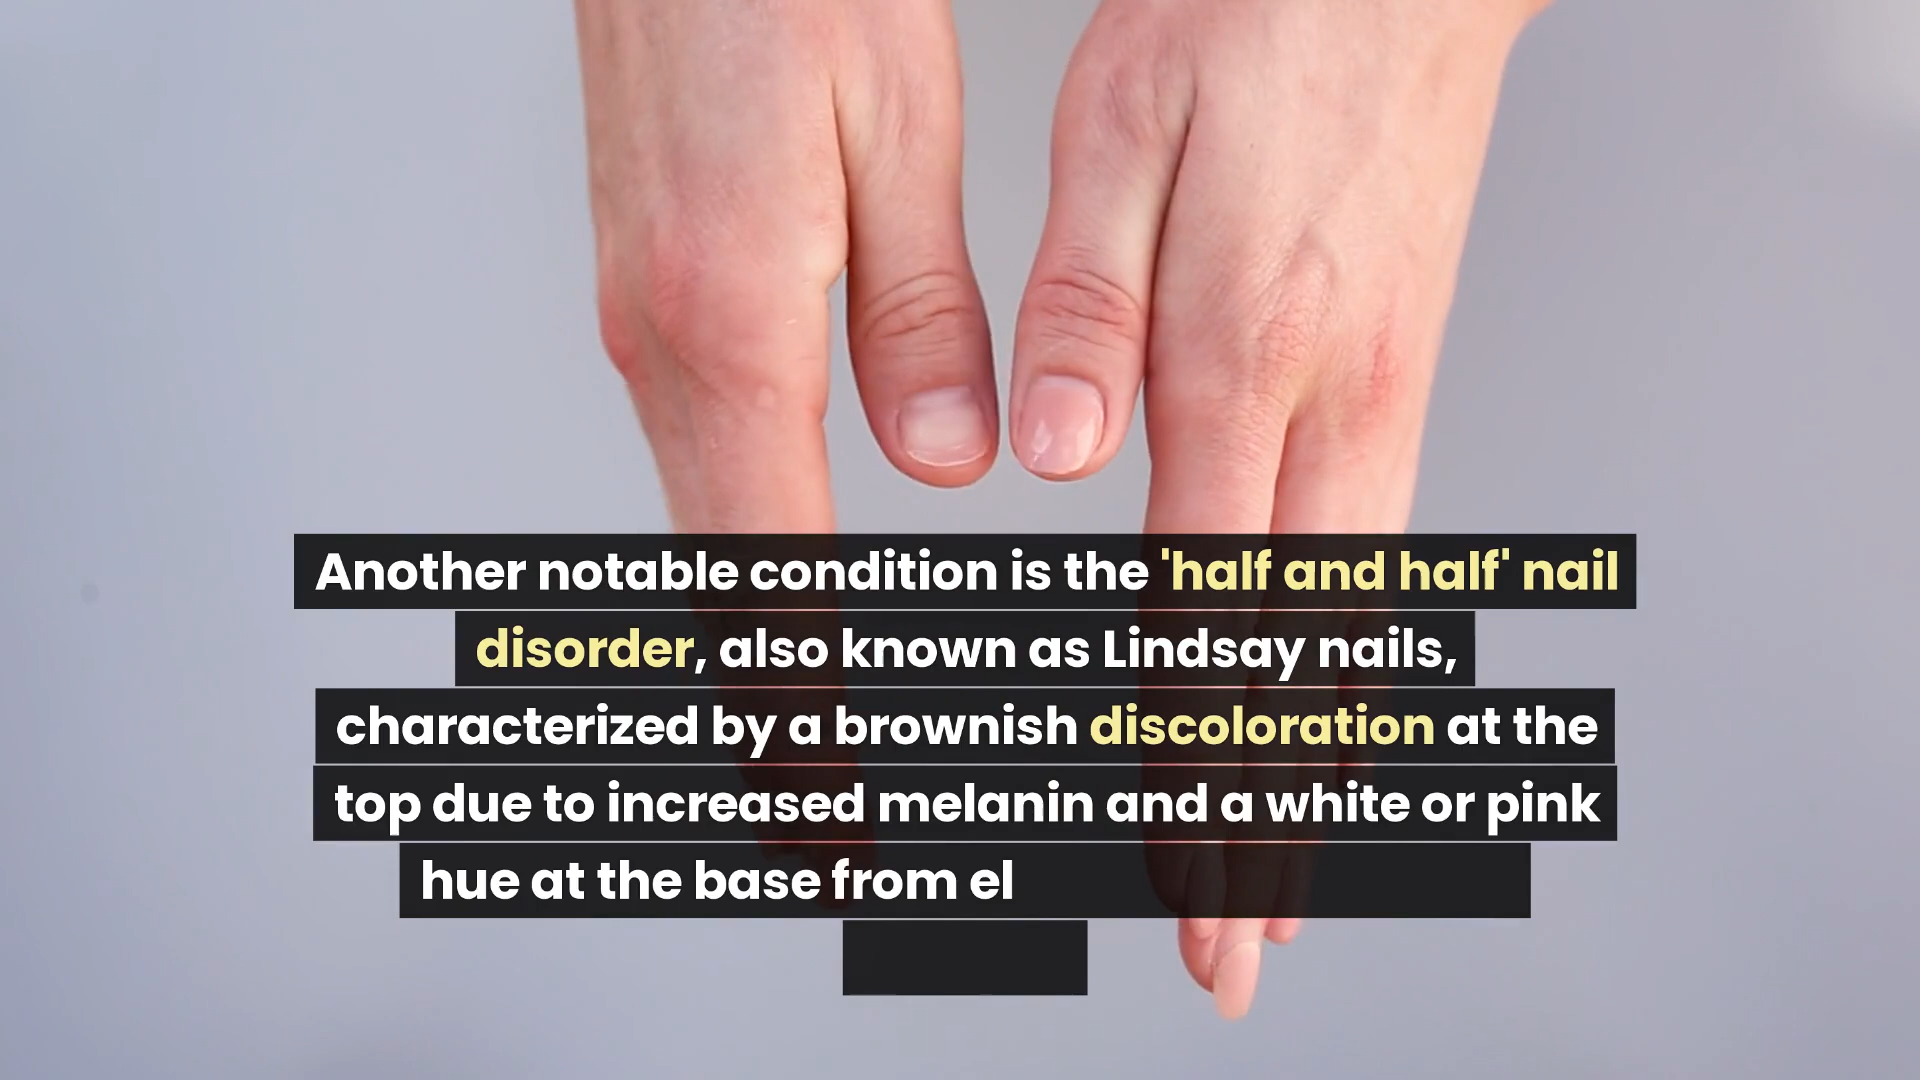 Another notable condition is the 'half and half' nail
disorder, also known as Lindsay nails,
characterized by a brownish discoloration at the
top due to increased melanin and a white or pink
hue at the base from el